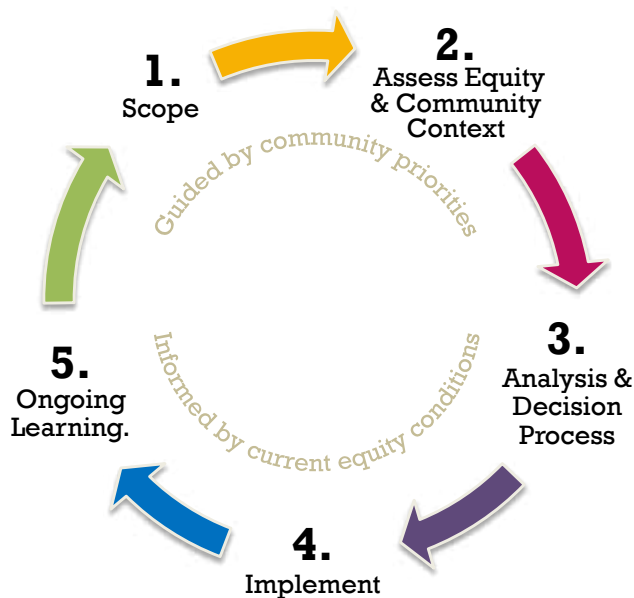 1.
Scope
2.
Assess Equity
& Community
Context
Guided by community priorities
3.
Analysis &
Decision
Process
Informed by current equity conditions
4.
Implement
5.
Ongoing
Learning.